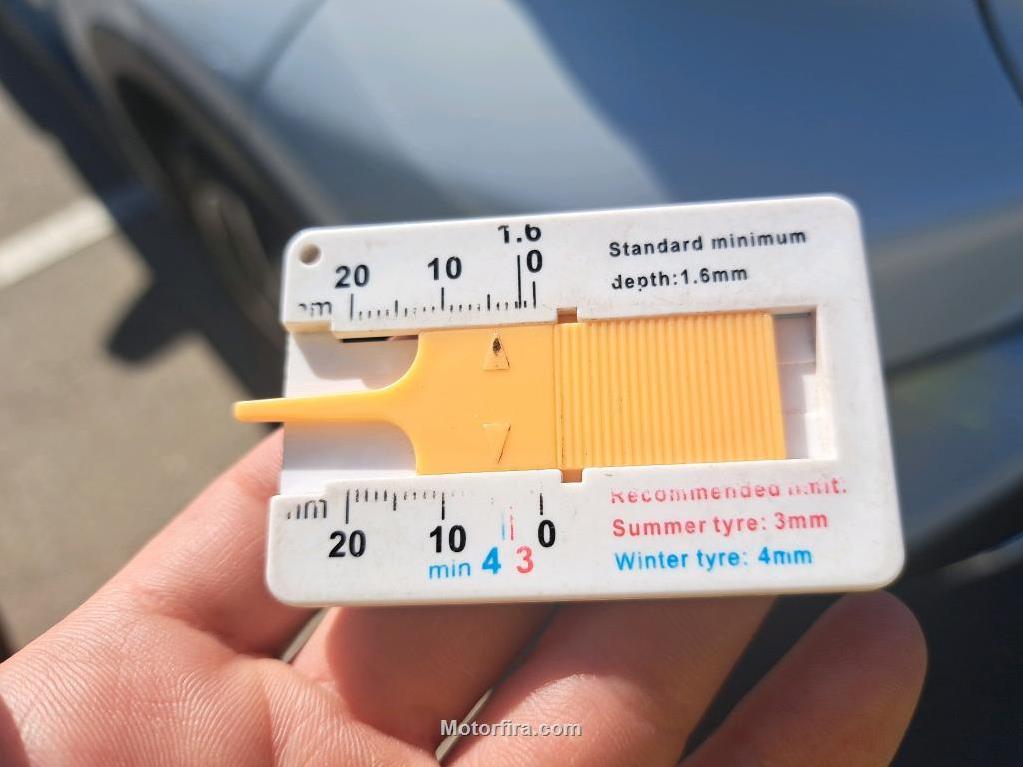 1.6
20 10 0
Standard minimum
depth:1.6mm
Recommended
Summer tyre: 3mm
Winter tyre: 4mm
20 10 0
min 4 3
Motorfira.com